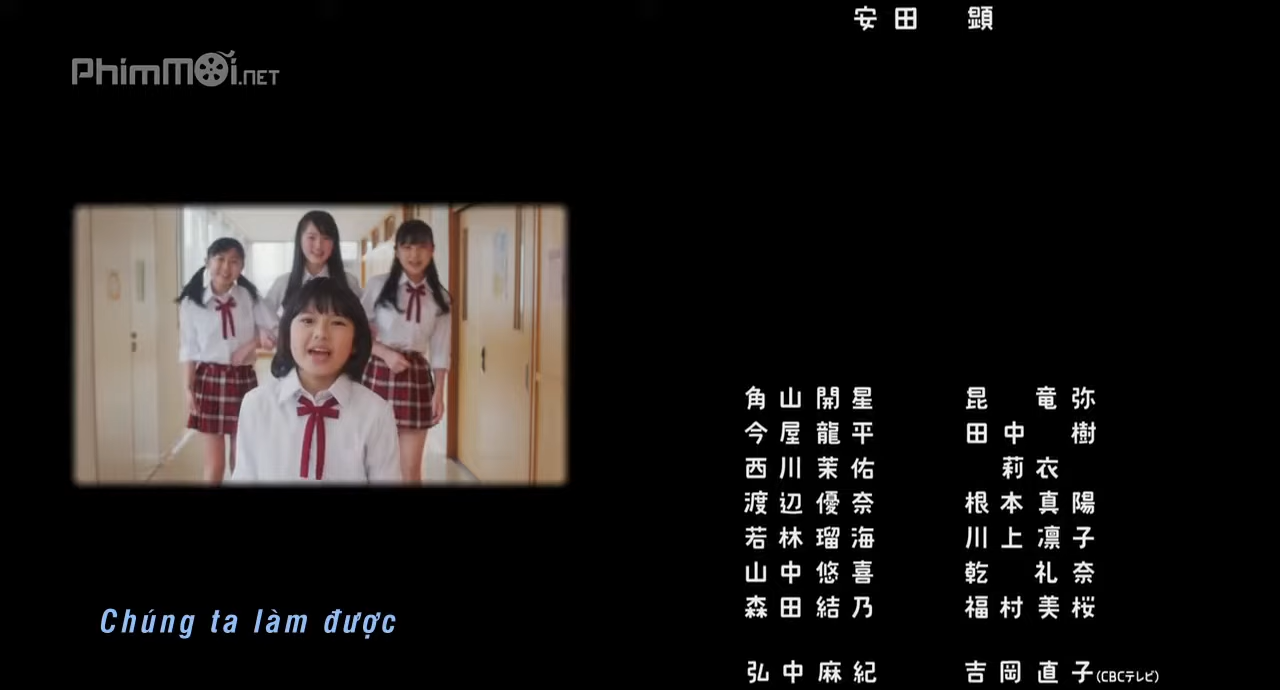 安田 顕
PhimMỚi.NET
角山開星 昆 竜弥
今屋龍平 田中 樹
西川茉佑 莉衣
渡辺優奈 根本真陽
若林瑠海 川上凛子
山中悠喜 乾 礼奈
森田結乃 福村美桜
Chúng ta làm được
弘中麻紀 吉岡直子(CBCテレビ)